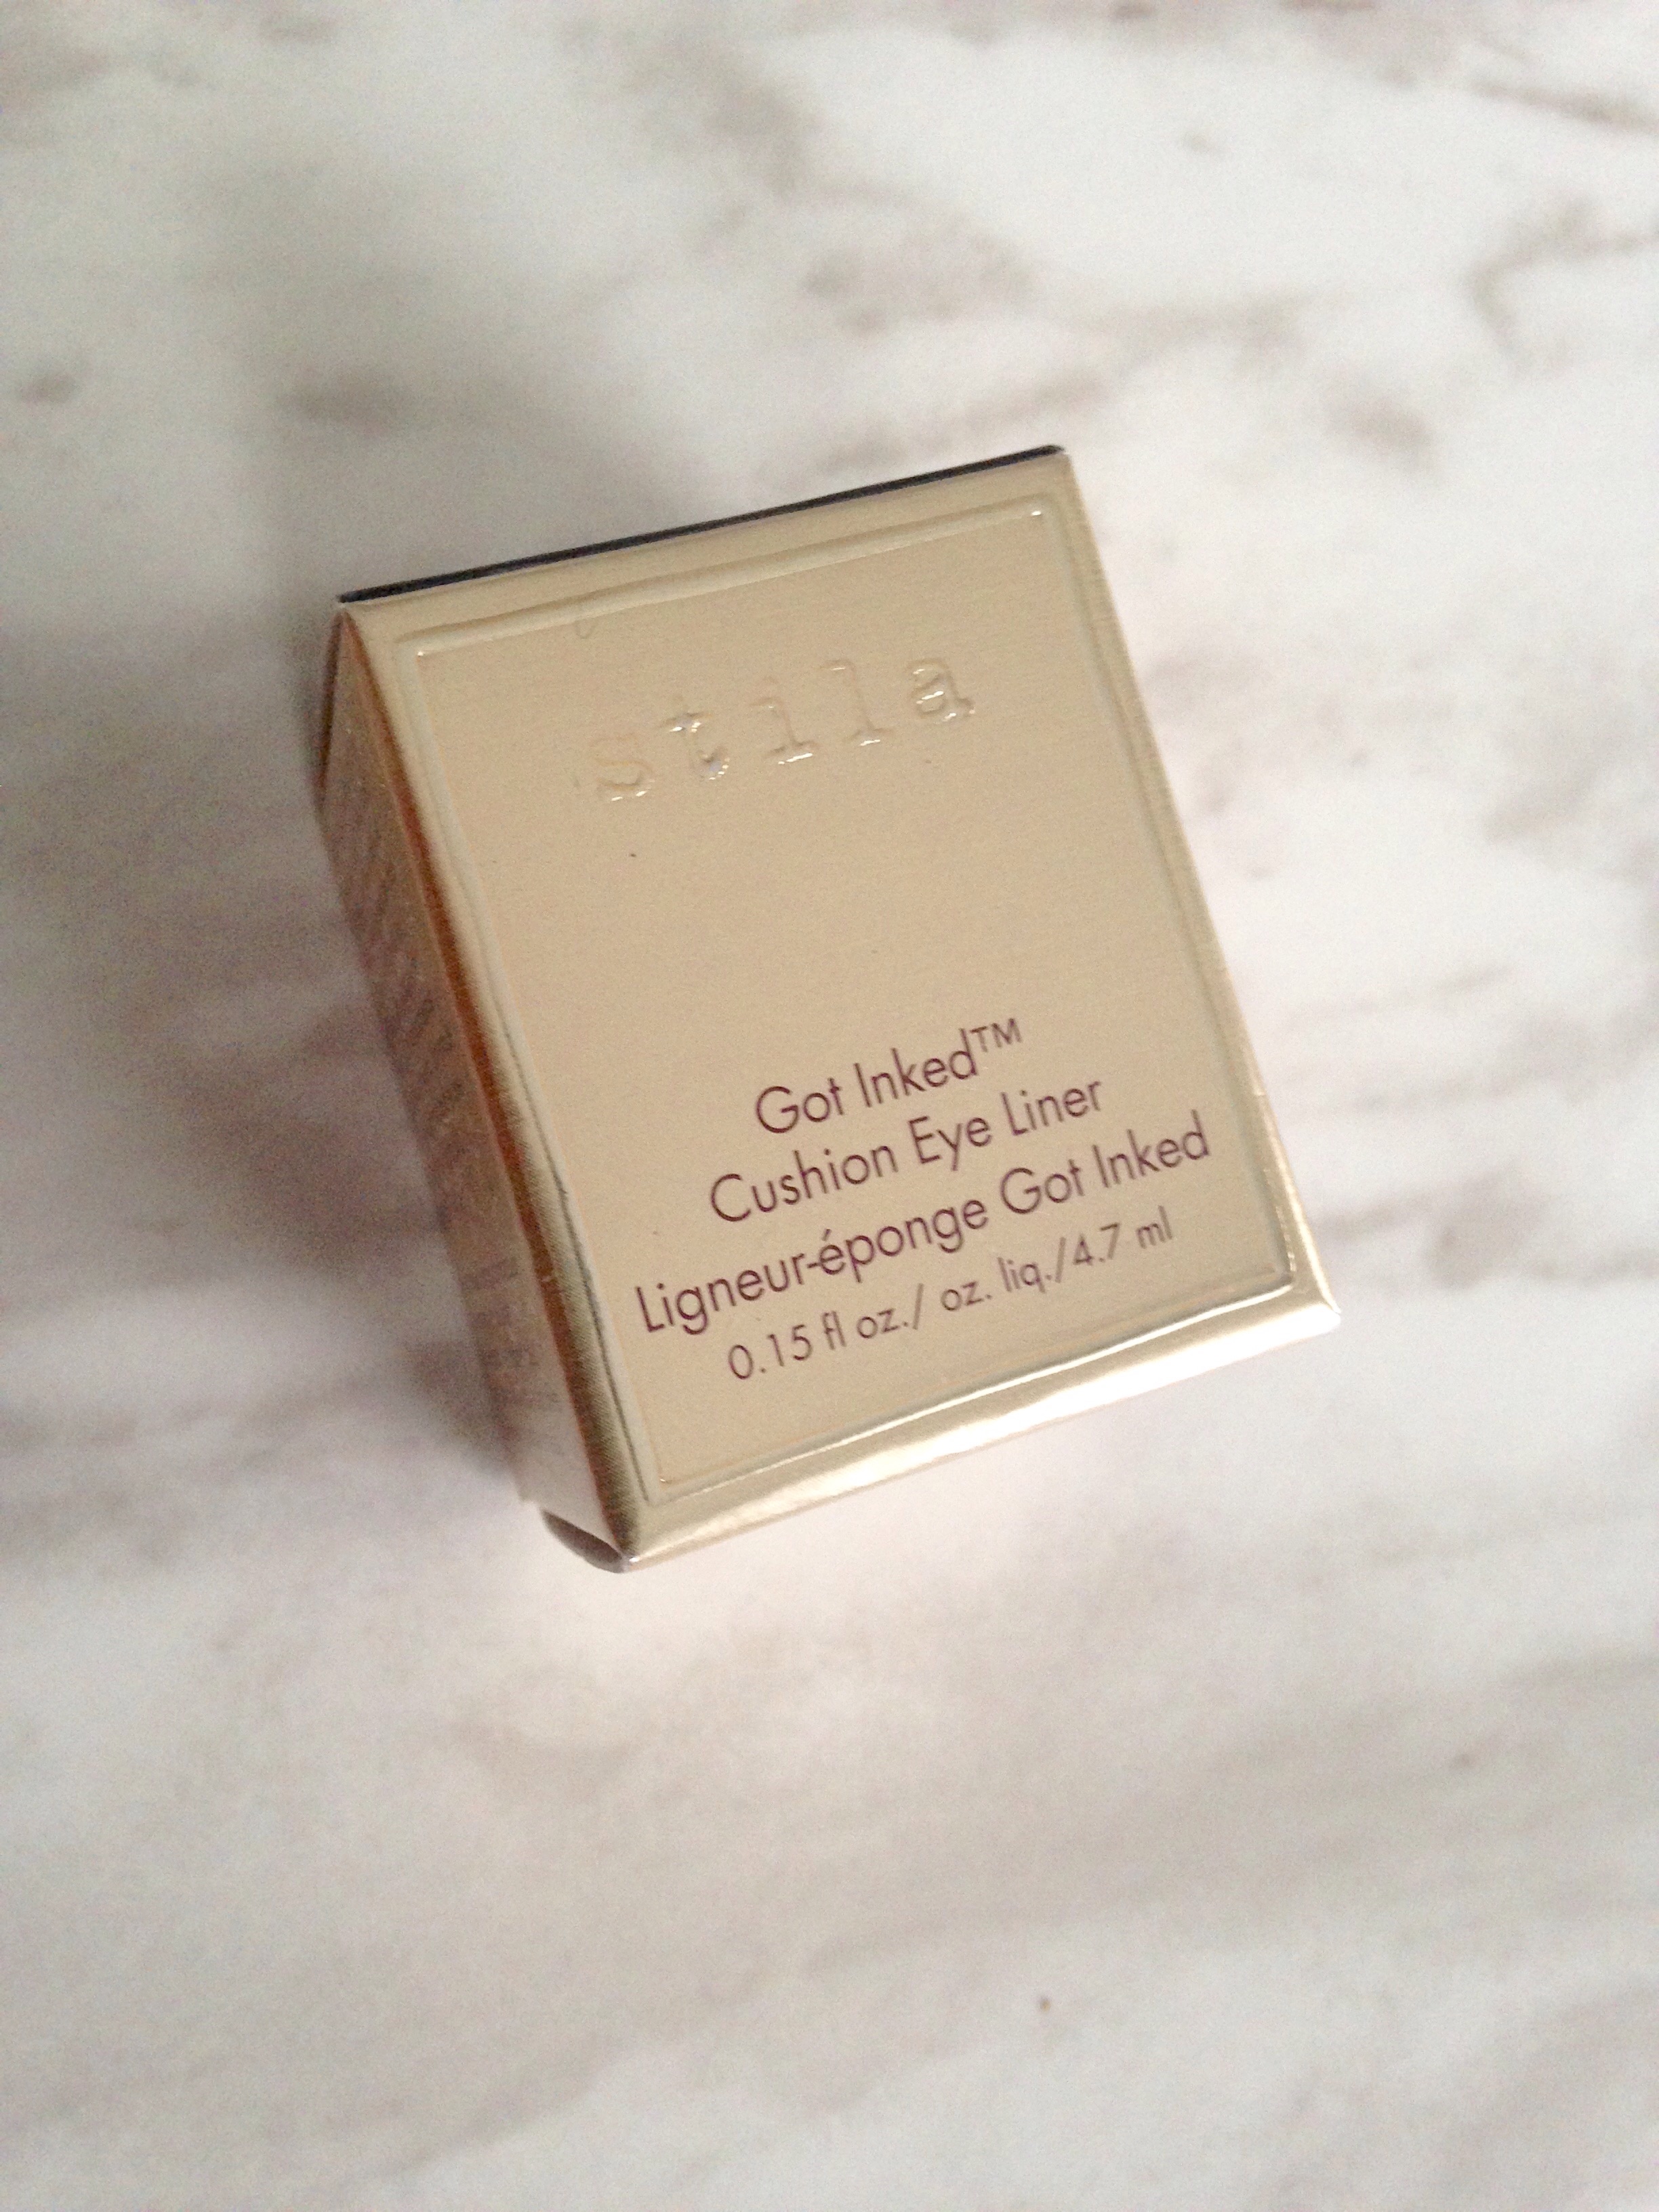 stila
Got Inked™
Cushion Eye Liner
Ligneur-éponge Got Inked
0.15 fl oz./ oz. liq./4.7 ml